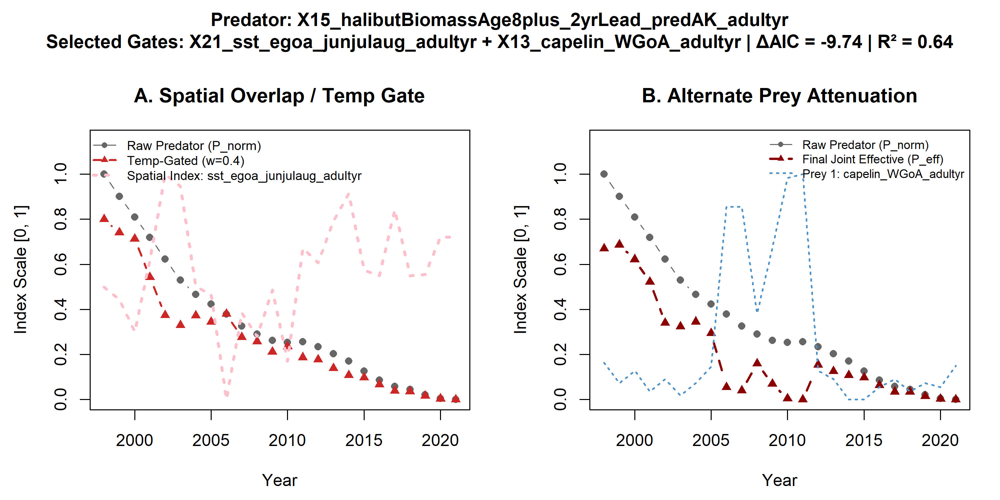 Predator: X15_halibutBiomassAge8plus_2yrLead_predAK_adultyr
Selected Gates: X21_sst_egoa_junjulaug_adultyr + X13_capelin_WGoA_adultyr | ΔAIC = -9.74 | R² = 0.64
A. Spatial Overlap / Temp Gate
Raw Predator (P_norm)
Temp-Gated (w=0.4)
Spatial Index: sst_egoa_junjulaug_adultyr
Index Scale [0, 1]
1.0
0.8
0.6
0.4
0.2
0.0
2000 2005 2010 2015 2020
Year
B. Alternate Prey Attenuation
Raw Predator (P_norm)
Final Joint Effective (P_eff)
Prey 1: capelin_WGoA_adultyr
Index Scale [0, 1]
1.0
0.8
0.6
0.4
0.2
0.0
2000 2005 2010 2015 2020
Year